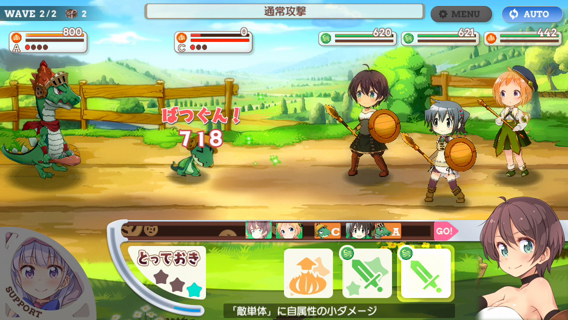 WAVE 2/2 2
通常攻撃
MENU
AUTO
800
A
0
C
620
621
442
ばつぐん!
718
C
A
GO!
とっておき
SUPPORT
「敵単体」に自属性の小ダメージ